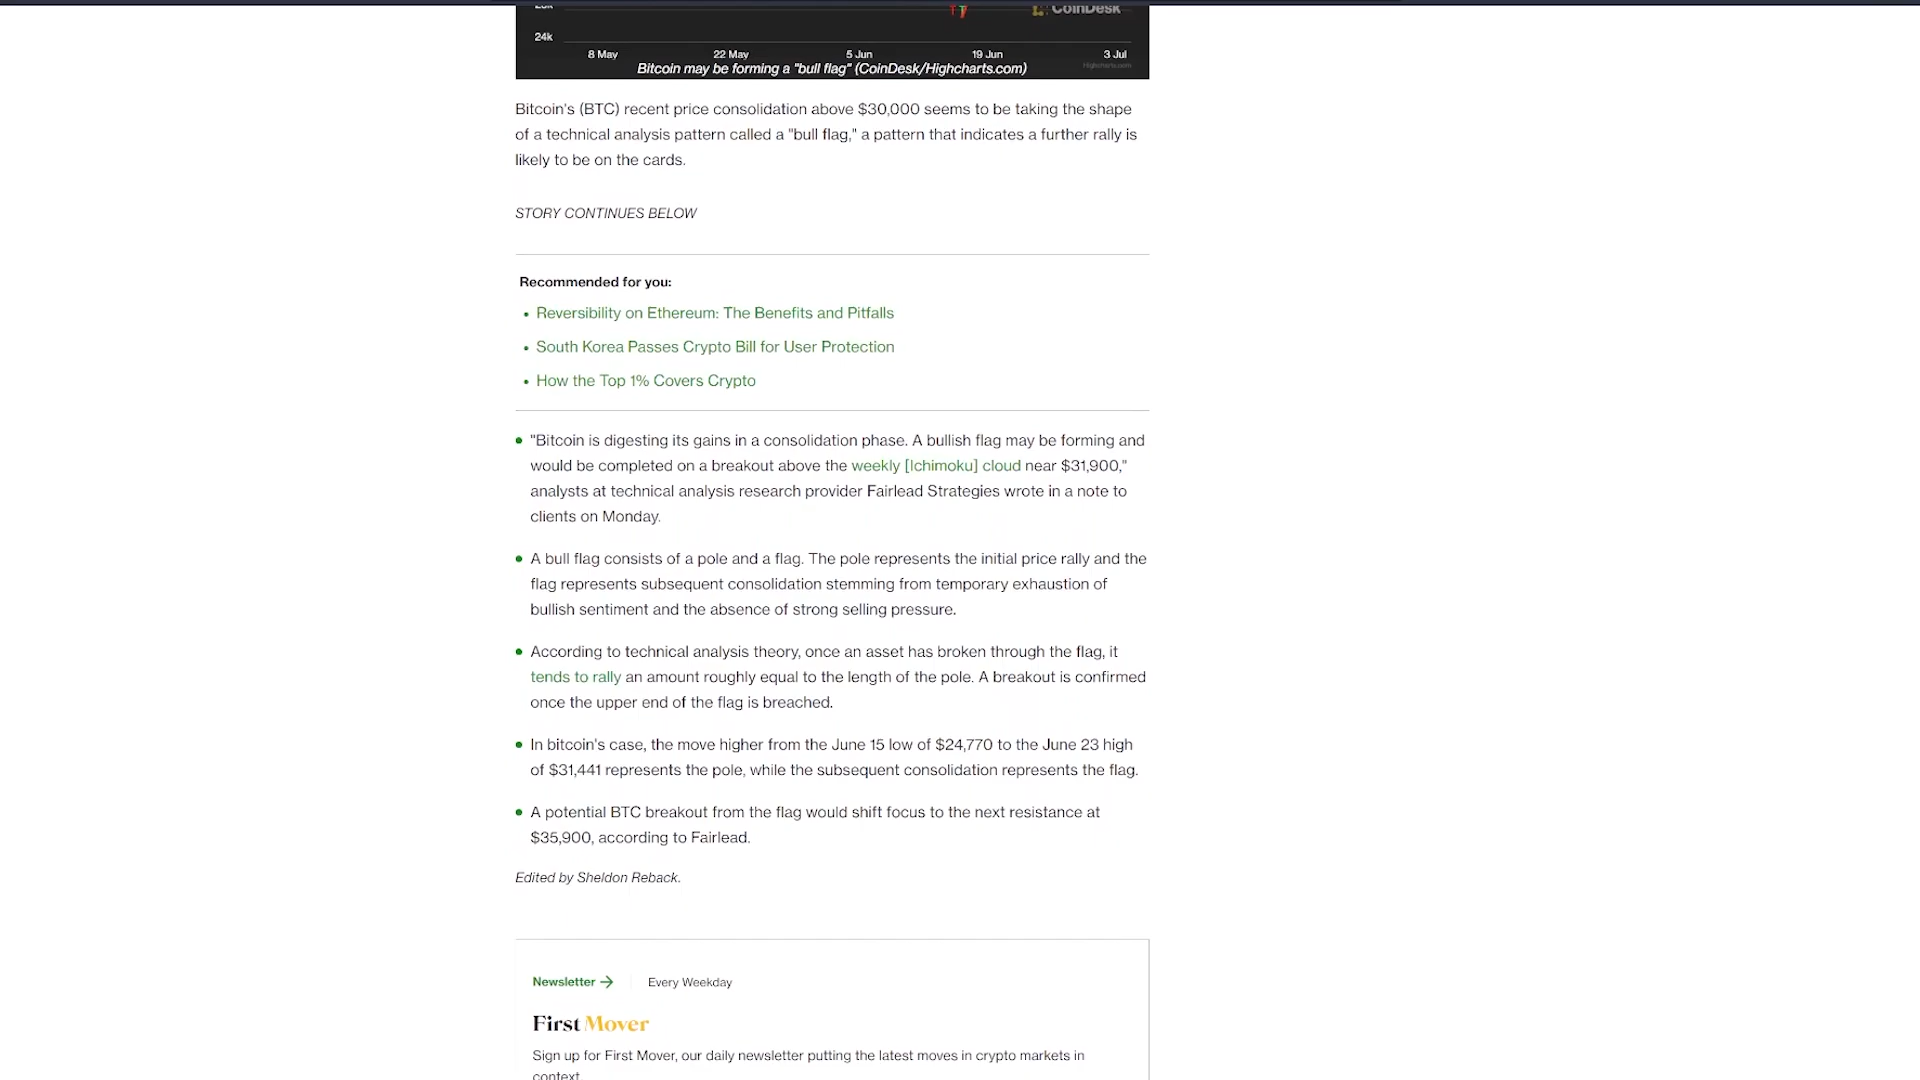 CoinDesk
24k
8 May 22 May 5 Jun 19 Jun 3 Jul
Bitcoin may be forming a "bull flag" (CoinDesk/Highcharts.com)
Highcharts.com
Bitcoin's (BTC) recent price consolidation above $30,000 seems to be taking the shape
of a technical analysis pattern called a "bull flag," a pattern that indicates a further rally is
likely to be on the cards.
STORY CONTINUES BELOW
Recommended for you:
• Reversibility on Ethereum: The Benefits and Pitfalls
• South Korea Passes Crypto Bill for User Protection
• How the Top 1% Covers Crypto
• "Bitcoin is digesting its gains in a consolidation phase. A bullish flag may be forming and
would be completed on a breakout above the weekly [Ichimoku] cloud near $31,900,"
analysts at technical analysis research provider Fairlead Strategies wrote in a note to
clients on Monday.
• A bull flag consists of a pole and a flag. The pole represents the initial price rally and the
flag represents subsequent consolidation stemming from temporary exhaustion of
bullish sentiment and the absence of strong selling pressure.
• According to technical analysis theory, once an asset has broken through the flag, it
tends to rally an amount roughly equal to the length of the pole. A breakout is confirmed
once the upper end of the flag is breached.
• In bitcoin's case, the move higher from the June 15 low of $24,770 to the June 23 high
of $31,441 represents the pole, while the subsequent consolidation represents the flag.
• A potential BTC breakout from the flag would shift focus to the next resistance at
$35,900, according to Fairlead.
Edited by Sheldon Reback.
Newsletter → Every Weekday
First Mover
Sign up for First Mover, our daily newsletter putting the latest moves in crypto markets in
context.